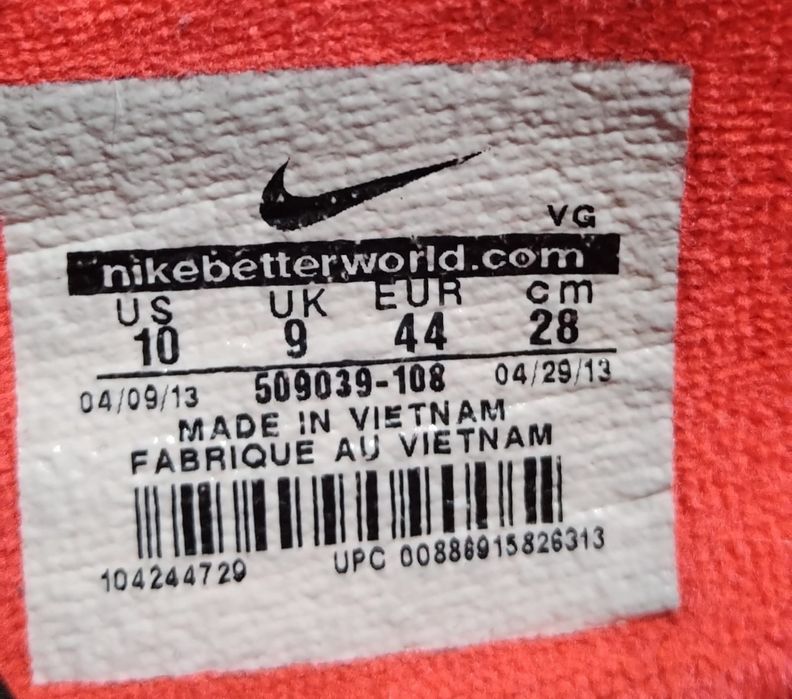 VG
nikebetterworld.com
US UK EUR cm
10 9 44 28
04/09/13 509039-108 04/29/13
MADE IN VIETNAM
FABRIQUE AU VIETNAM
104244729 UPC 00886915826313